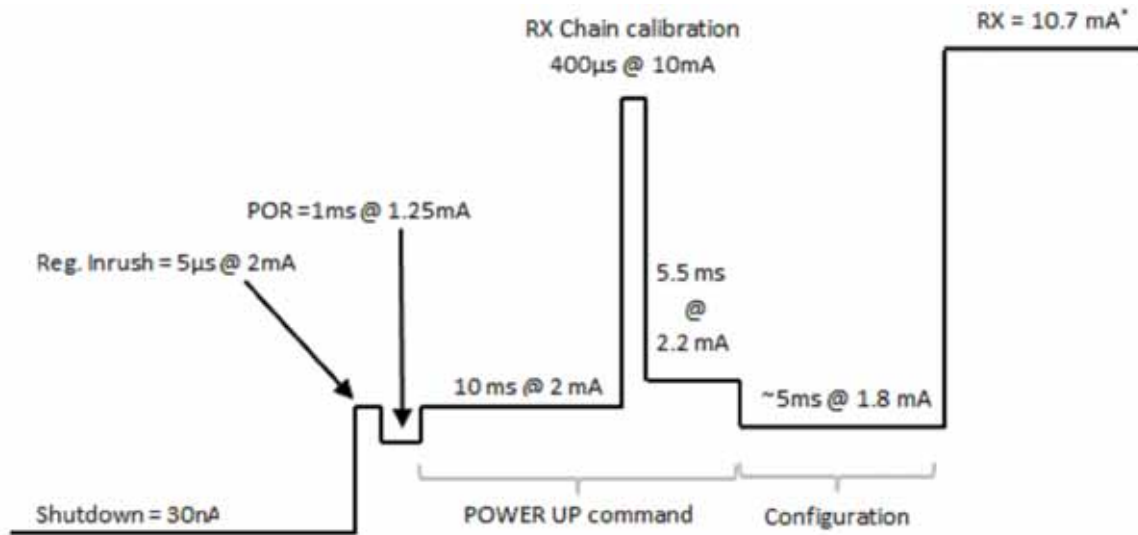 RX = 10.7 mA*
RX Chain calibration
400µs @ 10mA
POR =1ms @ 1.25mA
Reg. Inrush = 5µs @ 2mA
5.5 ms
@
2.2 mA
10 ms @ 2 mA
~5ms @ 1.8 mA
Shutdown = 30nA
POWER UP command
Configuration